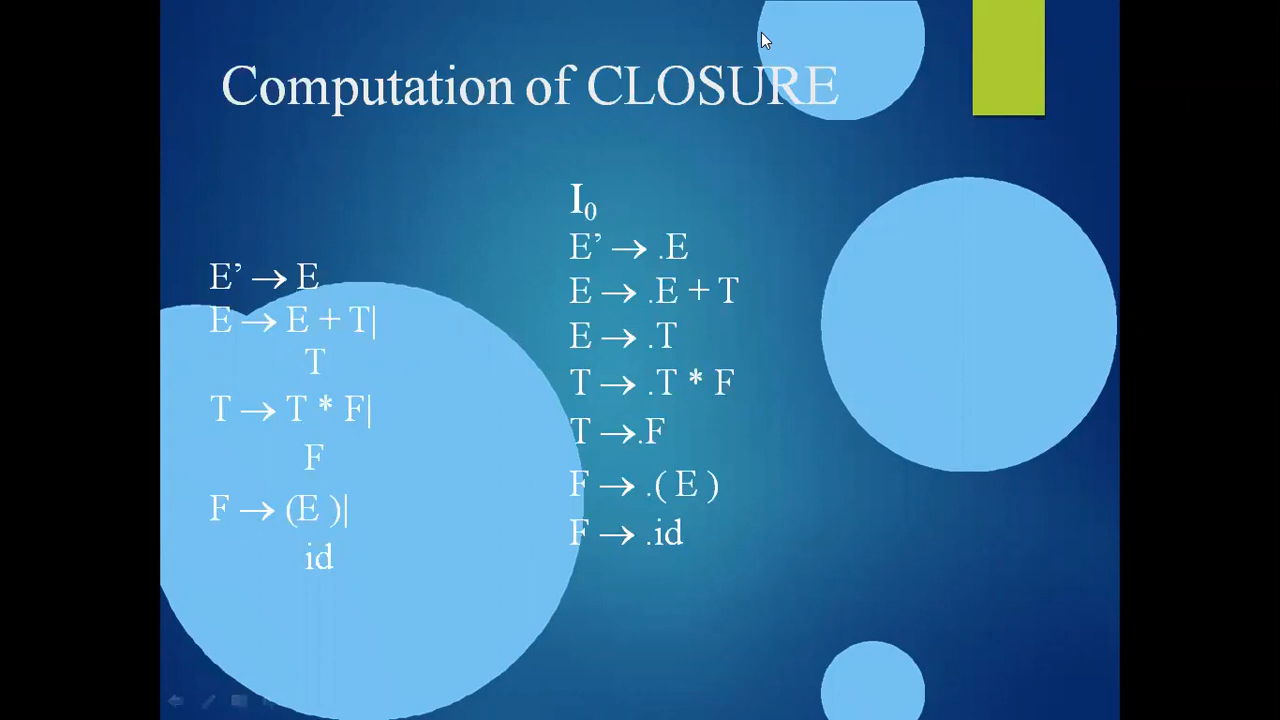 Computation of CLOSURE
E’ → E
E → E + T|
T
T → T * F|
F
F → (E )|
id
I₀
E’ → .E
E → .E + T
E → .T
T → .T * F
T →.F
F → .( E )
F → .id